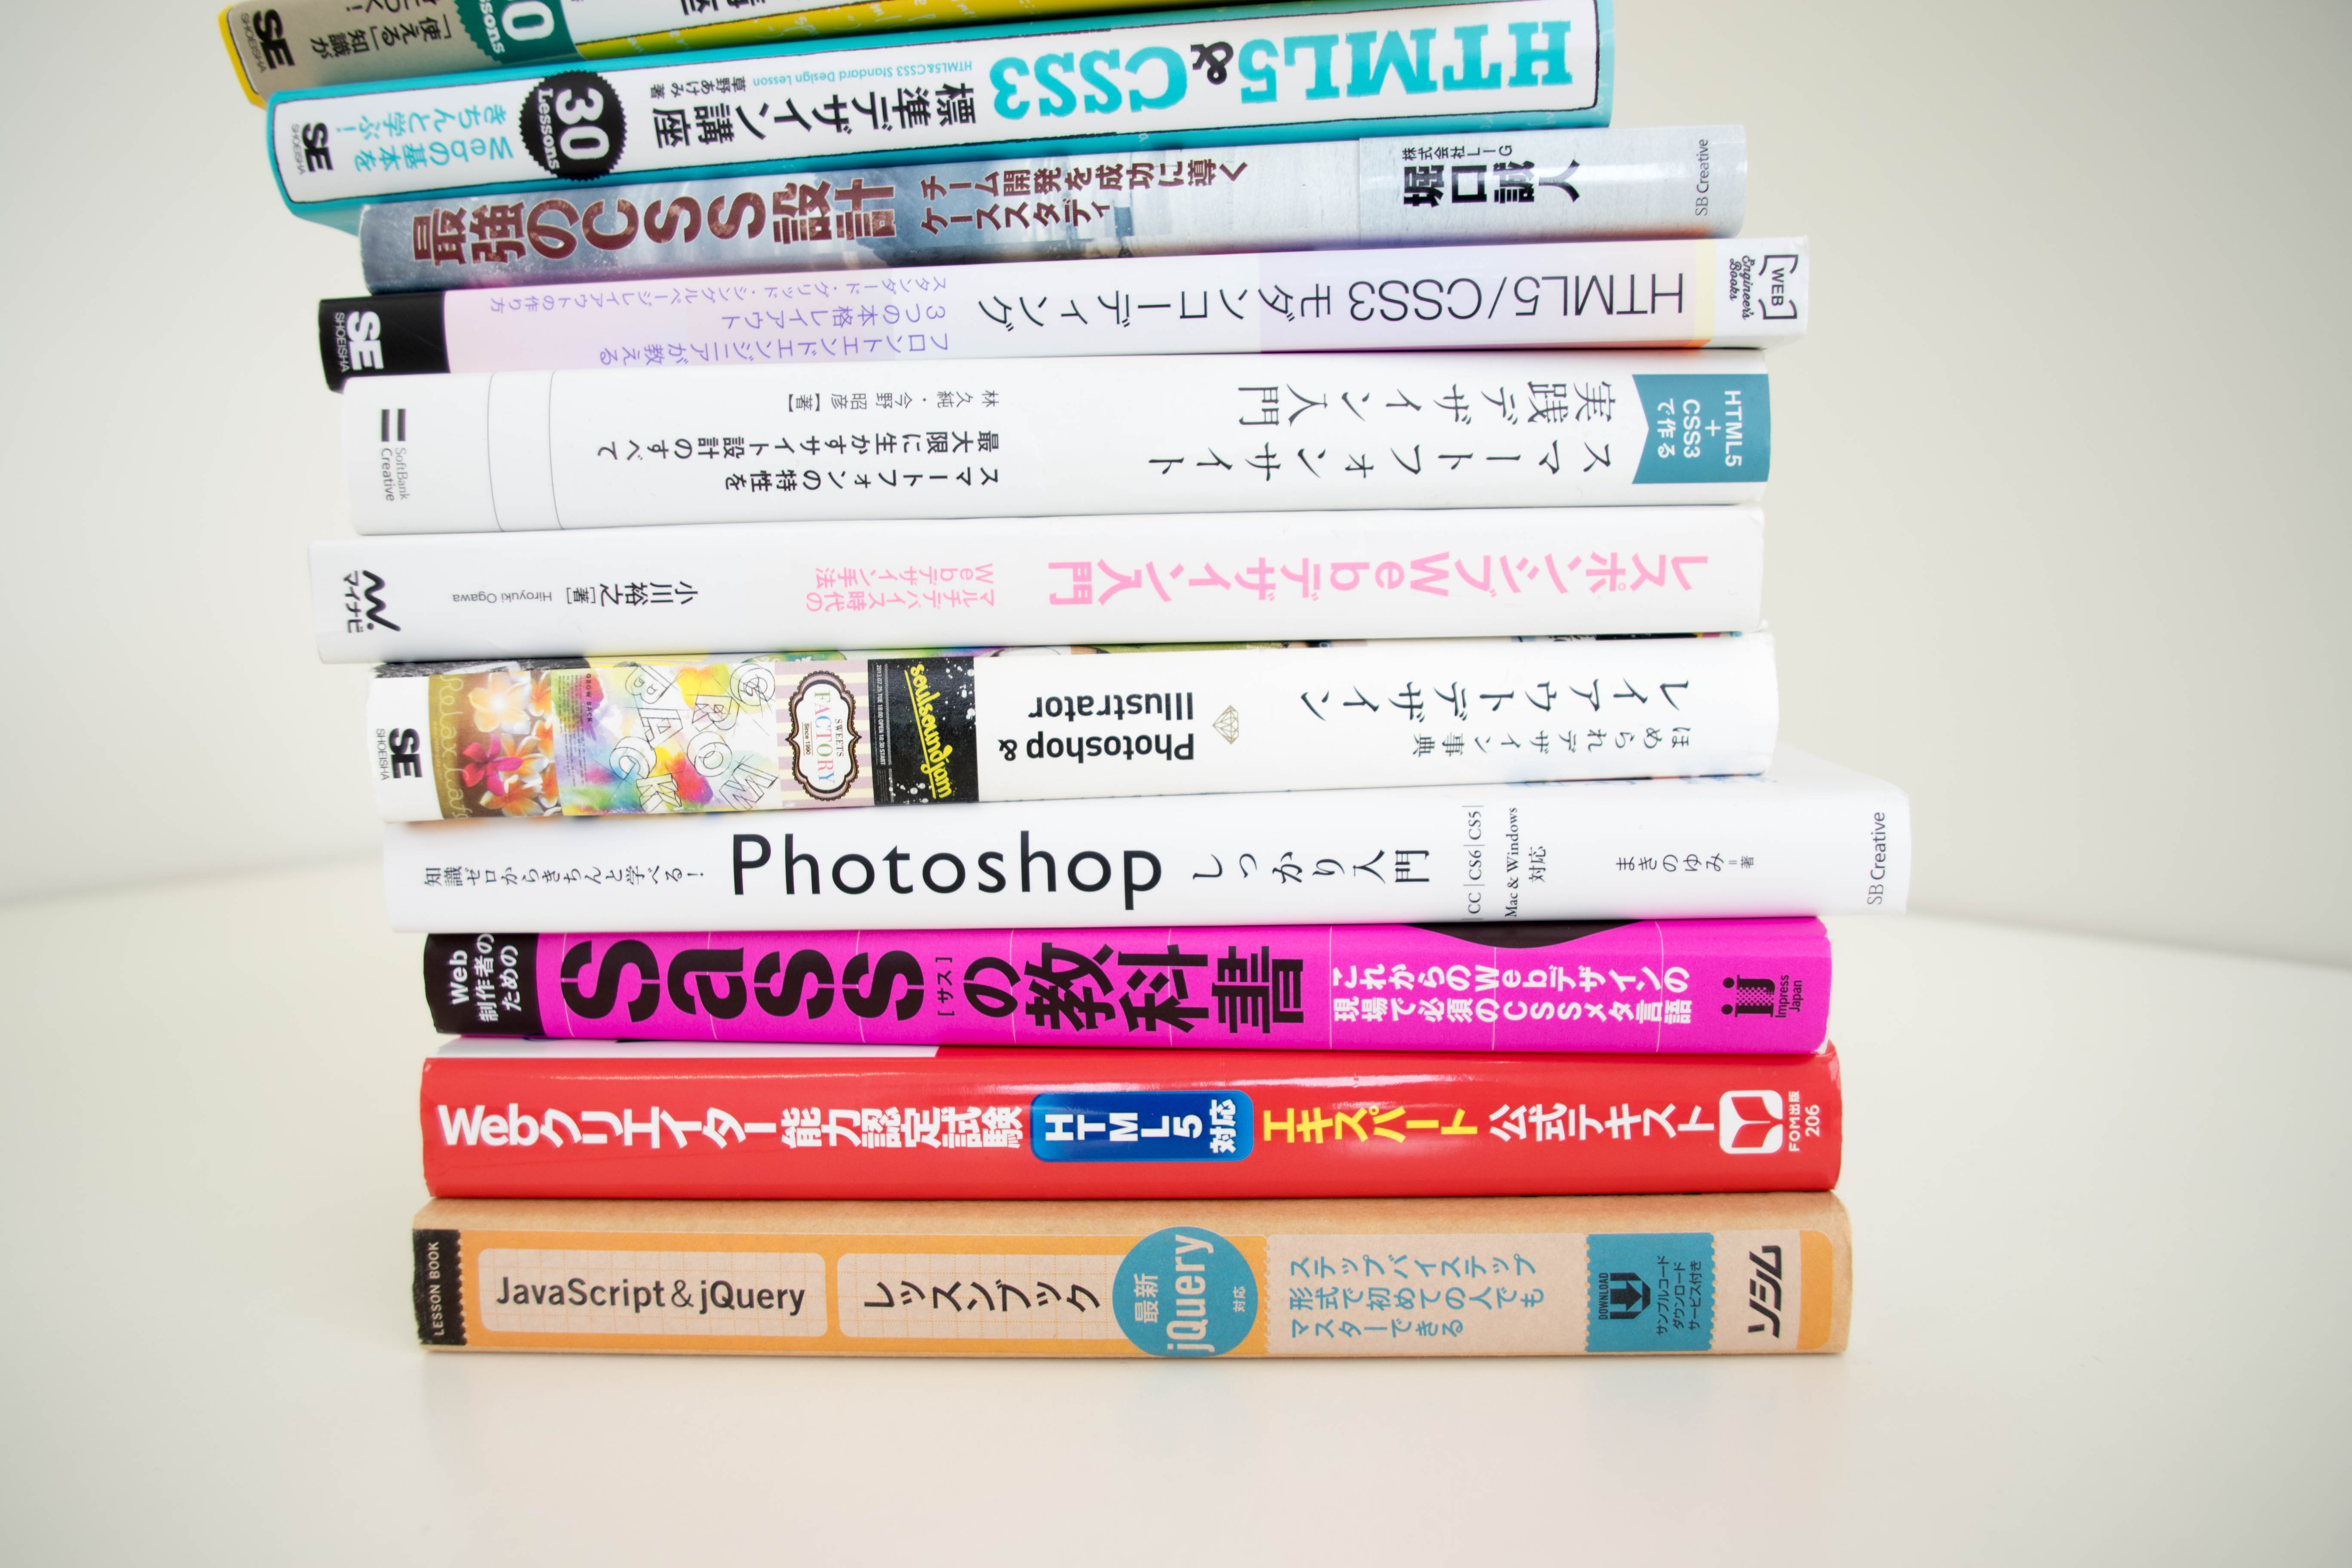 「使える」知識が
SE
SHOEISHA
HTML5&CSS3
標準デザイン講座
HTML5&CSS3 Standard Design Lesson
草野あけみ 著
30
Lessons
Webの基本を
きちんと学ぶ!
SE
SHOEISHA
最強のCSS設計
チーム開発を成功に導く
ケーススタディ
株式会社LIG
堀口誠人
SB Creative
WEB
Engineer's
Books
HTML5/CSS3 モダンコーディング
フロントエンドエンジニアが教える
3つの本格レイアウト
スタンダード・グリッド・シングルページレイアウトの作り方
SE
SHOEISHA
HTML5
+
CSS3
で作る
スマートフォンサイト
実践デザイン入門
スマートフォンの特性を
最大限に生かすサイト設計のすべて
林 久純・今野 昭彦【著】
SoftBank
Creative
レスポンシブWebデザイン入門
マルチデバイス時代の
Webデザイン手法
小川裕之[著]
Hiroyuki Ogawa
マイナビ
ほめられデザイン事典
レイアウトデザイン
Photoshop &
Illustrator
soulsoundjam
SWEETS
FACTORY
Since 1990
GROW
BLACK
SE
SHOEISHA
知識ゼロからきちんと学べる!
Photoshop しっかり入門
CC | CS6 | CS5 |
Mac & Windows
対応
まきのゆみ=著
SB Creative
Web
制作者の
ための
Sass[サス]の教科書
これからのWebデザインの
現場で必須のCSSメタ言語
Impress
Japan
Webクリエイター能力認定試験
HTML5対応
エキスパート 公式テキスト
FOM出版
206
LESSON BOOK
JavaScript&jQuery
レッスンブック
最新
jQuery
対応
ステップバイステップ
形式で初めての人でも
マスターできる
DOWNLOAD
サンプルコード
ダウンロード
サービス付き
ソシム